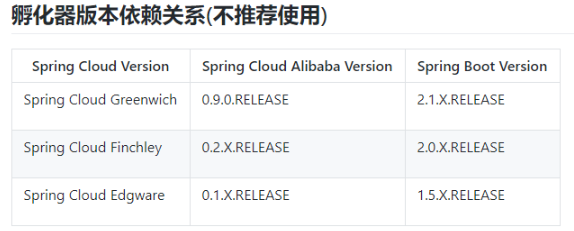 孵化器版本依赖关系(不推荐使用)
Spring Cloud Version Spring Cloud Alibaba Version Spring Boot Version
Spring Cloud Greenwich 0.9.0.RELEASE 2.1.X.RELEASE
Spring Cloud Finchley 0.2.X.RELEASE 2.0.X.RELEASE
Spring Cloud Edgware 0.1.X.RELEASE 1.5.X.RELEASE